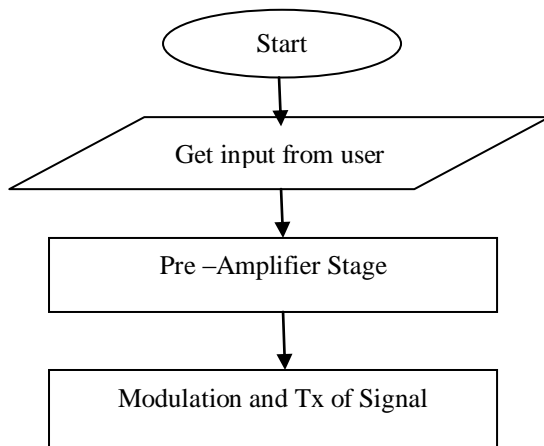 Start
Get input from user
Pre –Amplifier Stage
Modulation and Tx of Signal